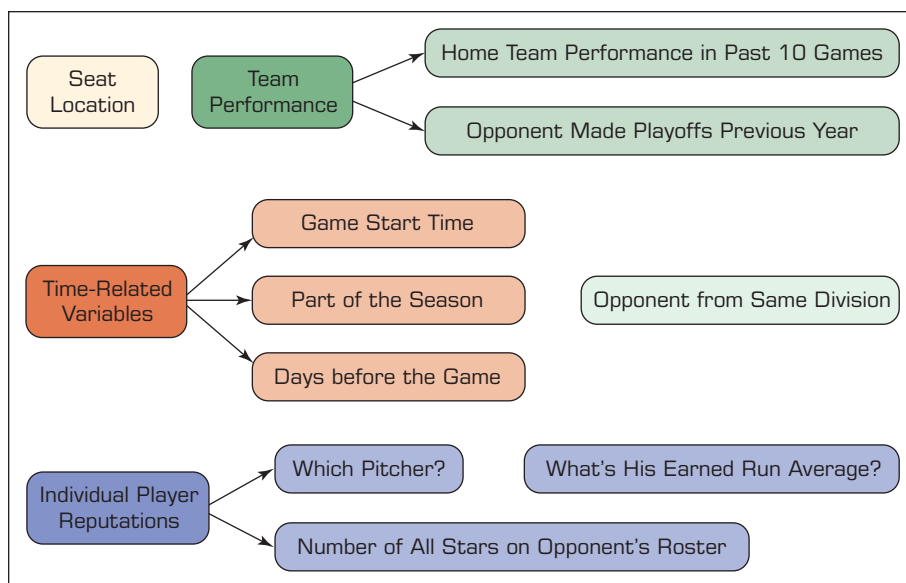 Seat
Location
Team
Performance
Home Team Performance in Past 10 Games
Opponent Made Playoffs Previous Year
Time-Related
Variables
Game Start Time
Part of the Season
Days before the Game
Opponent from Same Division
Individual Player
Reputations
Which Pitcher?
What's His Earned Run Average?
Number of All Stars on Opponent's Roster